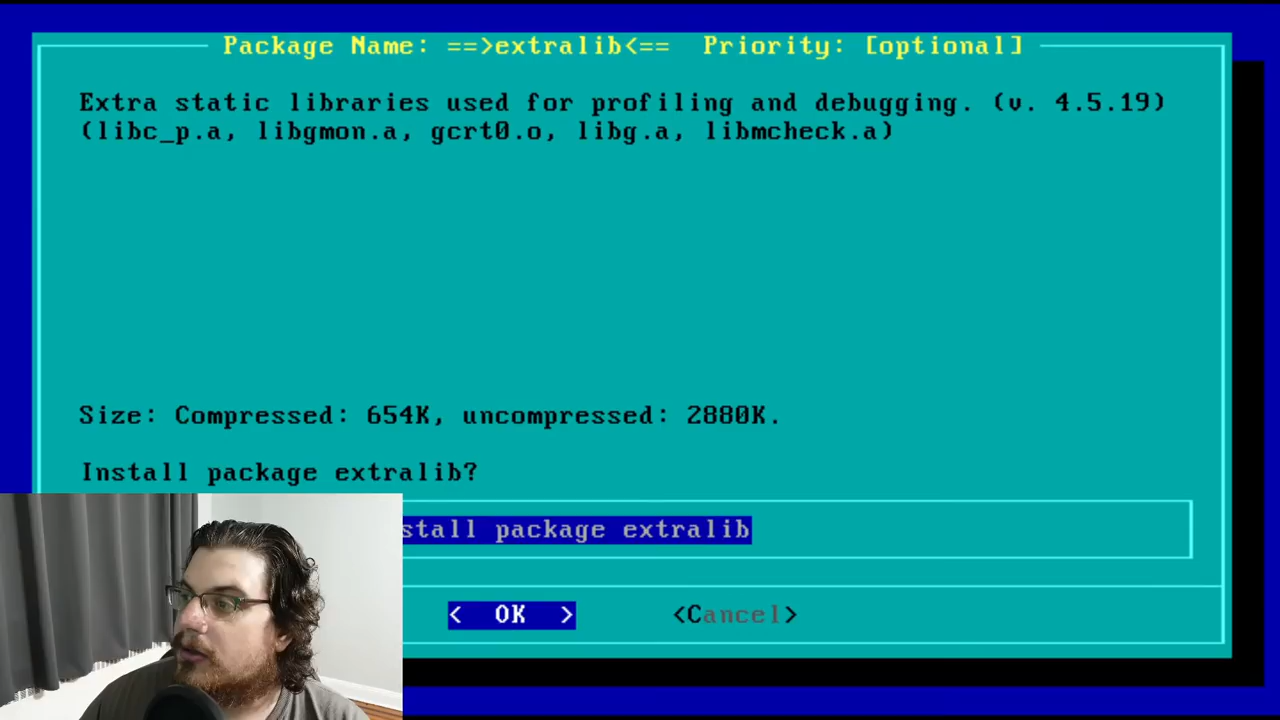 Package Name: ==>extralib<== Priority: [optional]
Extra static libraries used for profiling and debugging. (v. 4.5.19)
(libc_p.a, libgmon.a, gcrt0.o, libg.a, libmcheck.a)
Size: Compressed: 654K, uncompressed: 2880K.
Install package extralib?
stall package extralib
< OK > <Cancel>